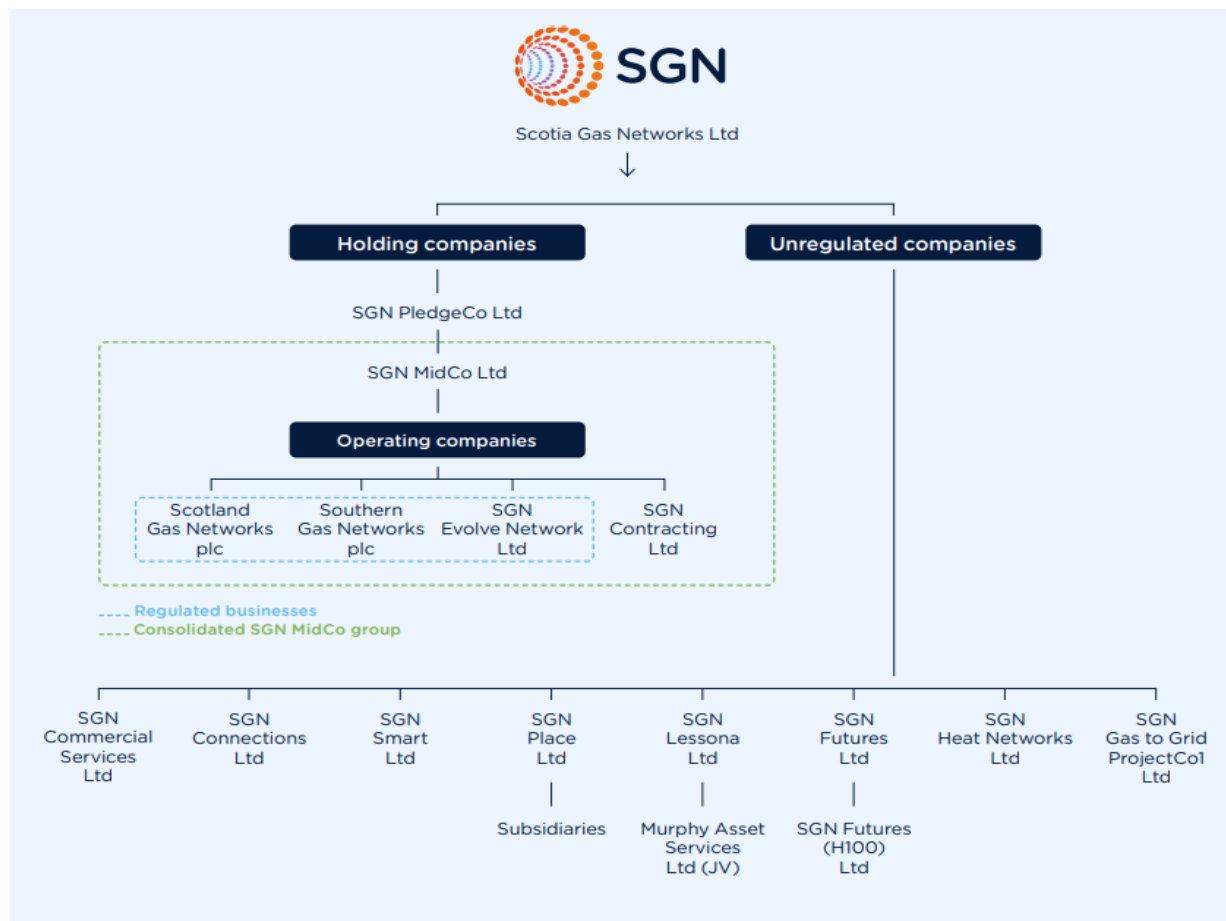 SGN
Scotia Gas Networks Ltd
Holding companies
Unregulated companies
SGN PledgeCo Ltd
SGN MidCo Ltd
Operating companies
Scotland
Gas Networks
plc
Southern
Gas Networks
plc
SGN
Evolve Network
Ltd
SGN
Contracting
Ltd
Regulated businesses
Consolidated SGN MidCo group
SGN
Commercial
Services
Ltd
SGN
Connections
Ltd
SGN
Smart
Ltd
SGN
Place
Ltd
SGN
Lessona
Ltd
SGN
Futures
Ltd
SGN
Heat Networks
Ltd
SGN
Gas to Grid
ProjectCo1
Ltd
Subsidiaries
Murphy Asset
Services
Ltd (JV)
SGN Futures
(H100)
Ltd